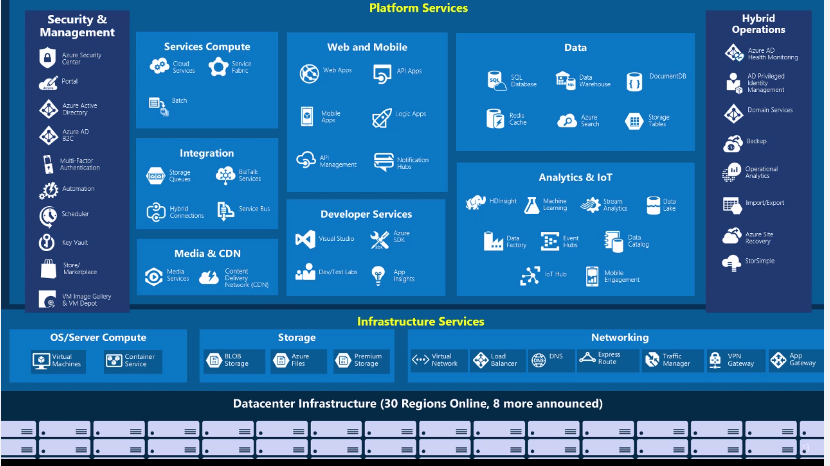 Platform Services
Security &
Management
Azure Security
Center
Portal
Azure Active
Directory
Azure AD
B2C
Multi-Factor
Authentication
Automation
Scheduler
Key Vault
Store/
Marketplace
VM Image Gallery
& VM Depot
Services Compute
Cloud
Services
Service
Fabric
Batch
Integration
Storage
Queues
BizTalk
Services
Hybrid
Connections
Service Bus
Media & CDN
Media
Services
Content
Delivery
Network (CDN)
Web and Mobile
Web Apps
API Apps
Mobile
Apps
Logic Apps
API
Management
Notification
Hubs
Developer Services
Visual Studio
Azure
SDK
Dev/Test Labs
App
Insights
Data
SQL
SQL
Database
Data
Warehouse
DocumentDB
Redis
Cache
Azure
Search
Storage
Tables
Analytics & IoT
HDInsight
Machine
Learning
Stream
Analytics
Data
Lake
Data
Factory
Event
Hubs
Data
Catalog
IoT Hub
Mobile
Engagement
Hybrid
Operations
Azure AD
Health Monitoring
AD Privileged
Identity
Management
Domain Services
Backup
Operational
Analytics
Import/Export
Azure Site
Recovery
StorSimple
Infrastructure Services
OS/Server Compute
Virtual
Machines
Container
Service
Storage
BLOB
Storage
Azure
Files
Premium
Storage
Networking
Virtual
Network
Load
Balancer
DNS
DNS
Express
Route
Traffic
Manager
VPN
Gateway
App
Gateway
Datacenter Infrastructure (30 Regions Online, 8 more announced)